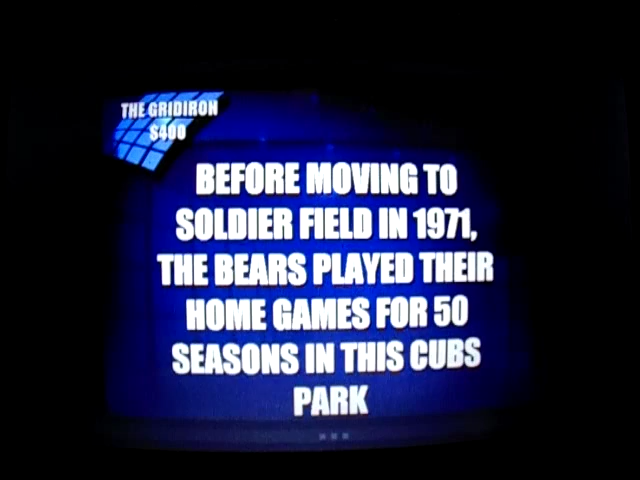 THE GRIDIRON
$400
BEFORE MOVING TO
SOLDIER FIELD IN 1971,
THE BEARS PLAYED THEIR
HOME GAMES FOR 50
SEASONS IN THIS CUBS
PARK